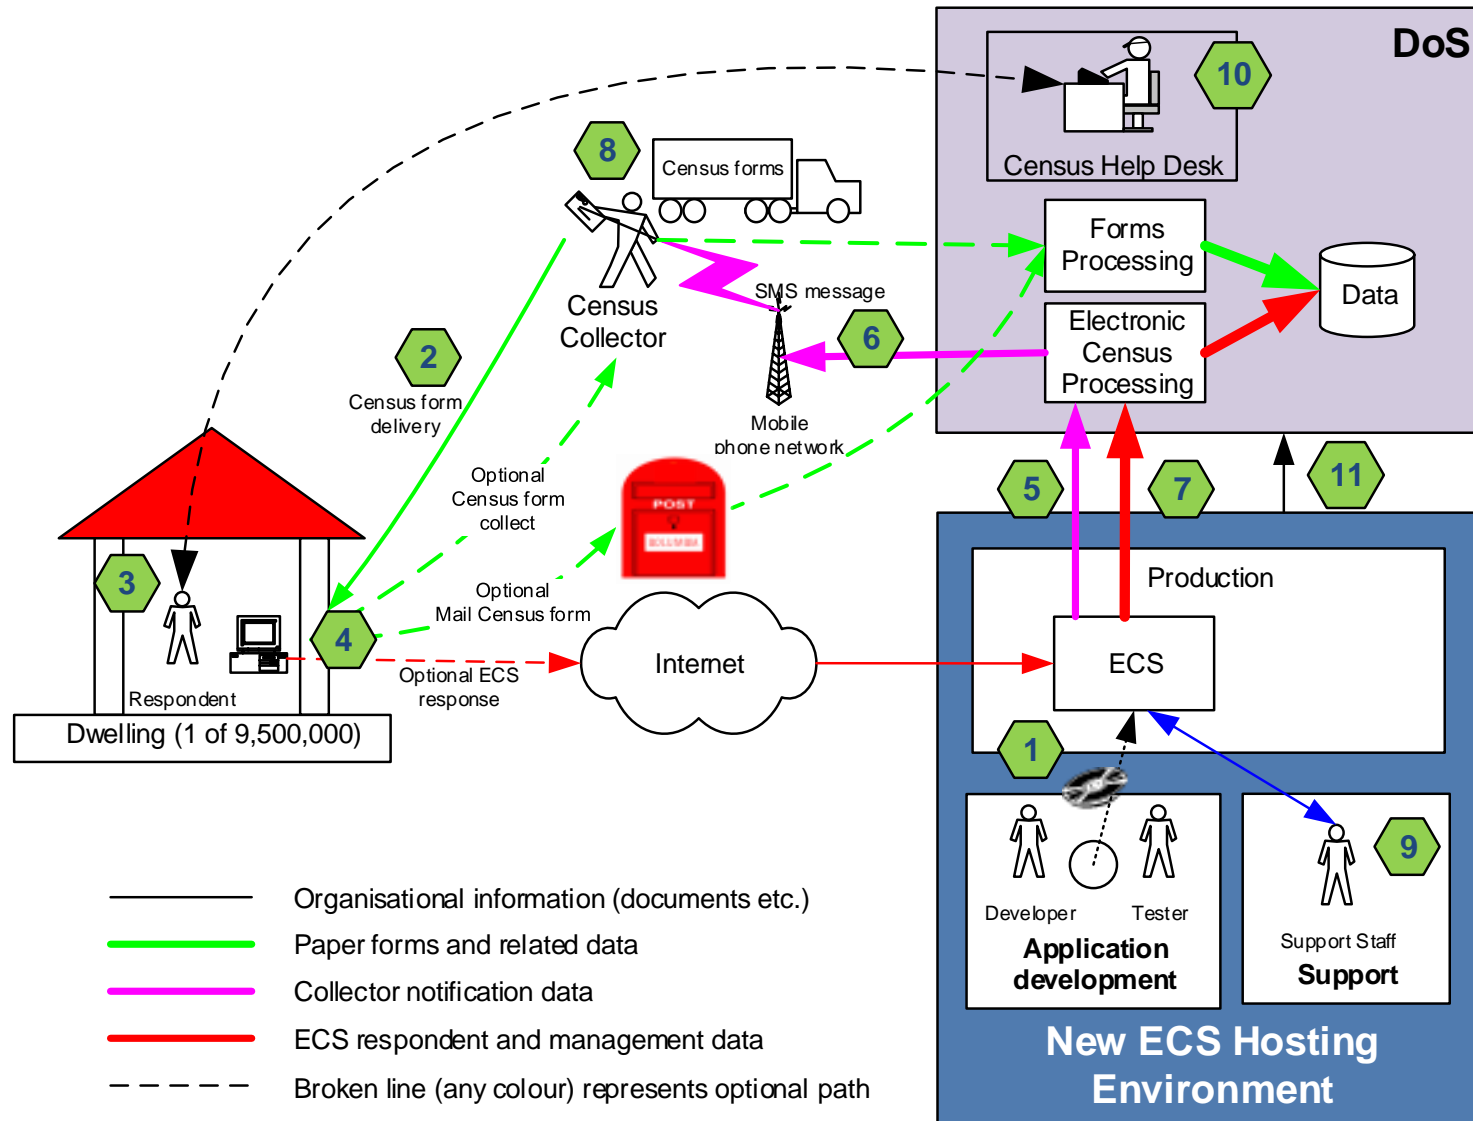 DoS
10
Census Help Desk
8
Census forms
Forms
Processing
Data
Census
Collector
SMS message
6
Electronic
Census
Processing
2
Census form
delivery
Mobile
phone network
Optional
Census form
collect
5
7
11
POST
3
Optional
Mail Census form
4
Production
Internet
ECS
Optional ECS
response
Respondent
Dwelling (1 of 9,500,000)
1
9
Developer
Tester
Application
development
Support Staff
Support
New ECS Hosting
Environment
Organisational information (documents etc.)
Paper forms and related data
Collector notification data
ECS respondent and management data
Broken line (any colour) represents optional path